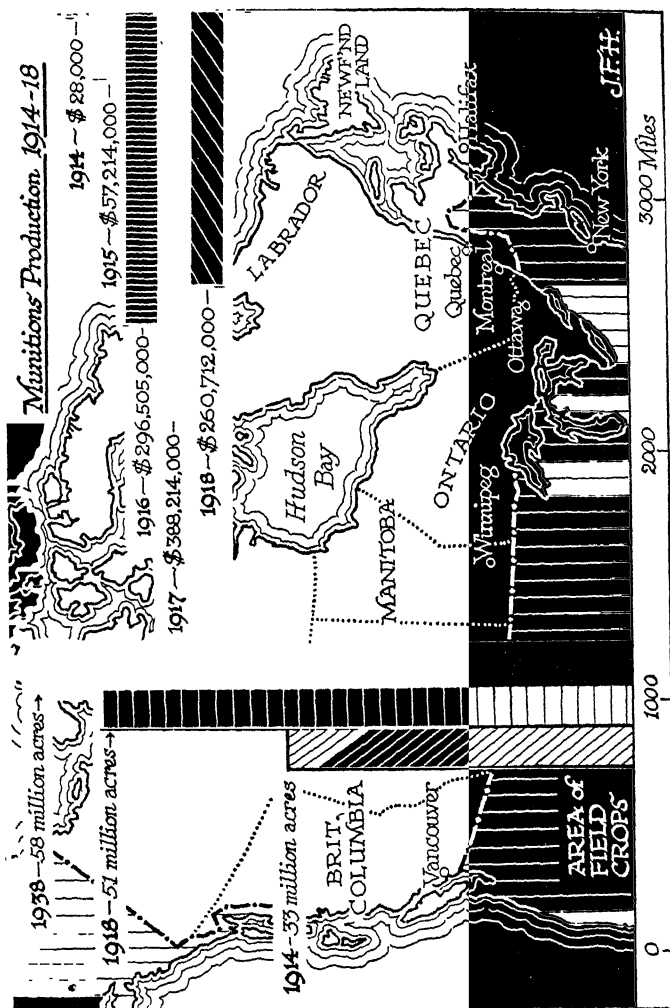 Munitions Production 1914-18
1914 – $28,000 –
1915 – $57,214,000 –
1916 – $296,505,000 –
1917 – $388,214,000 –
1918 – $260,712,000 –
1938 – 58 million acres→
1918 – 51 million acres→
1914 – 33 million acres
NEWF'ND
LAND
LABRADOR
Hudson
Bay
QUEBEC
Quebec
Halifax
MANITOBA
ONTARIO
Montreal
Ottawa
Winnipeg
BRIT.
COLUMBIA
Vancouver
New York
J.F.H.
AREA of
FIELD
CROPS
0
1000
2000
3000 Miles